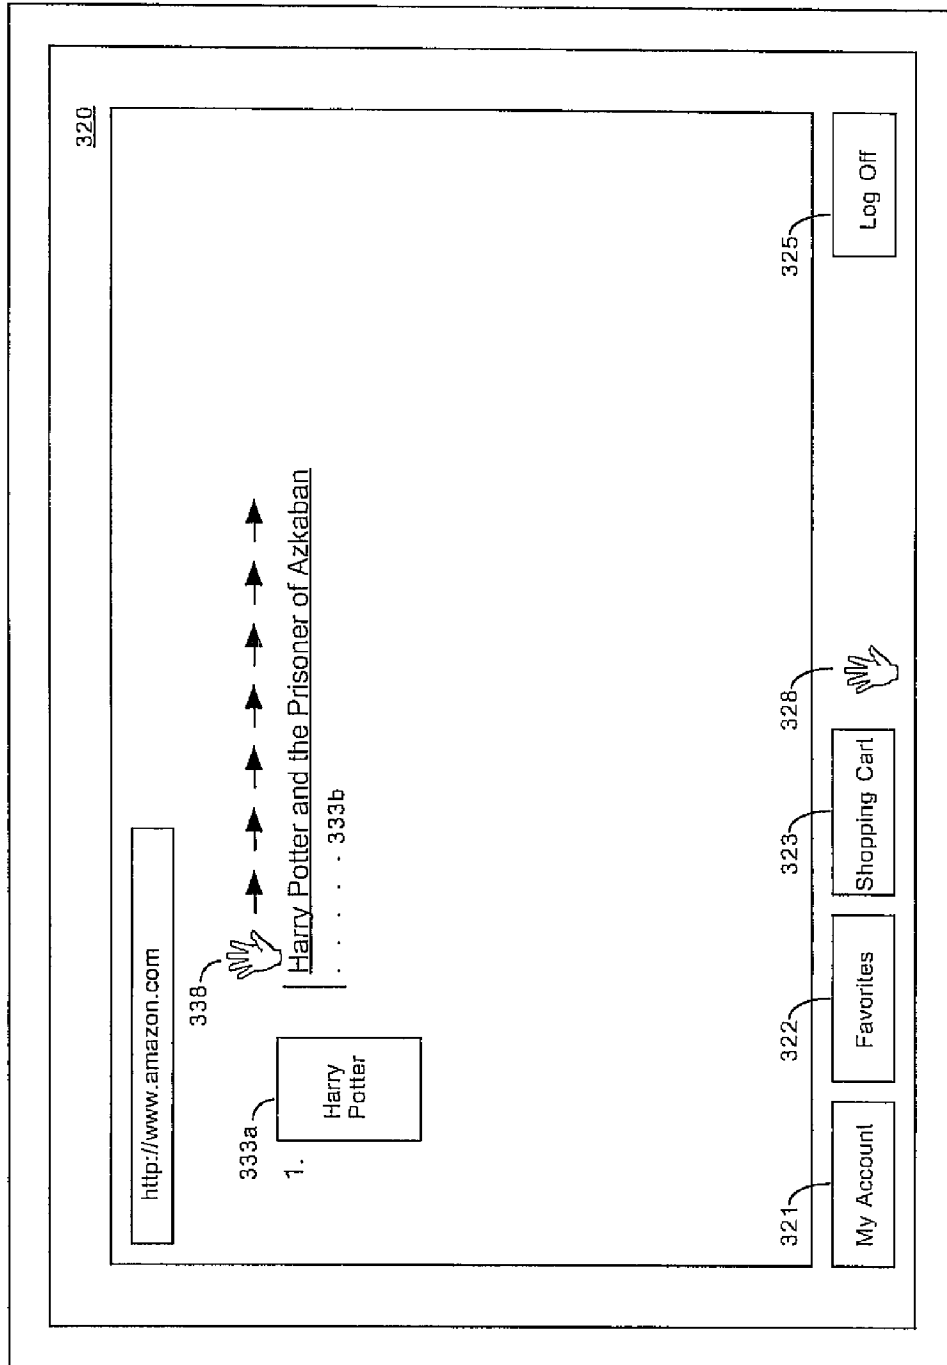 320
http://www.amazon.com
338
333a
1.
Harry
Potter
Harry Potter and the Prisoner of Azkaban
. . . . . . 333b
321
My Account
322
Favorites
323
Shopping Cart
328
325
Log Off